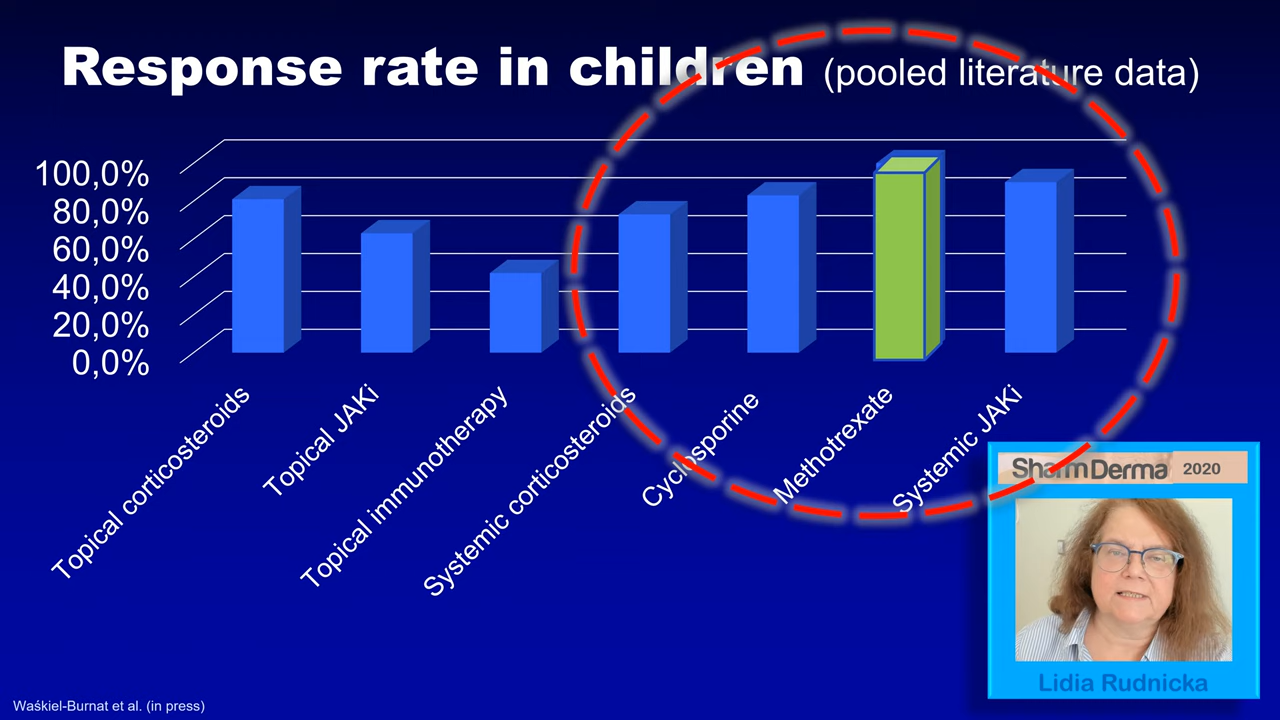 Response rate in children (pooled literature data)
100,0%
80,0%
60,0%
40,0%
20,0%
0,0%
Topical corticosteroids
Topical JAKi
Topical immunotherapy
Systemic corticosteroids
Cyclosporine
Methotrexate
Systemic JAKi
SharmDerma 2020
Lidia Rudnicka
Waśkiel-Burnat et al. (in press)